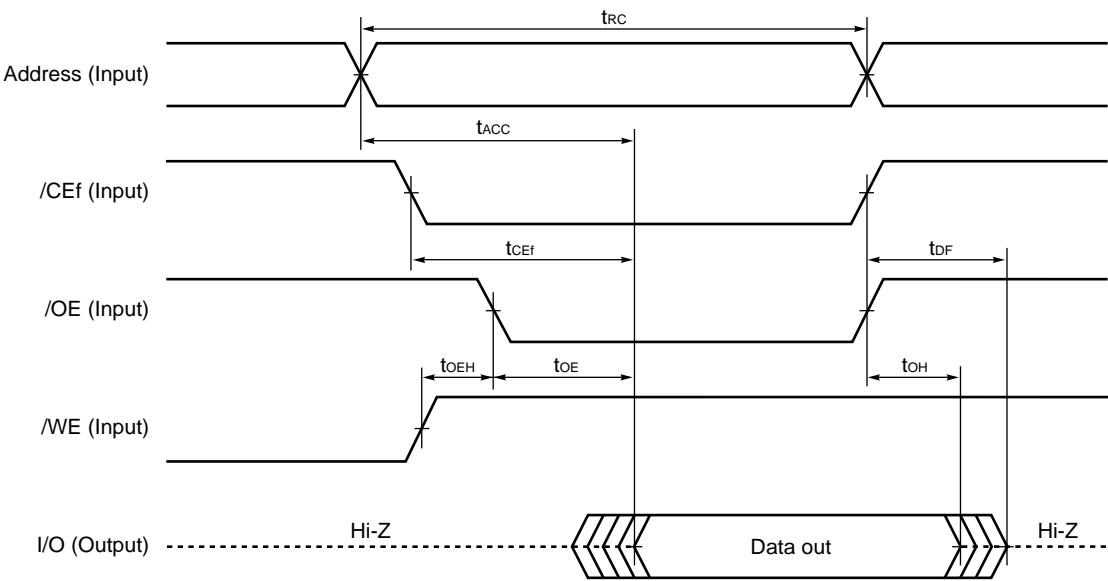 tRC
Address (Input)
tACC
/CEf (Input)
tCEf
tDF
/OE (Input)
tOEH
tOE
tOH
/WE (Input)
Hi-Z
Hi-Z
I/O (Output)
Data out